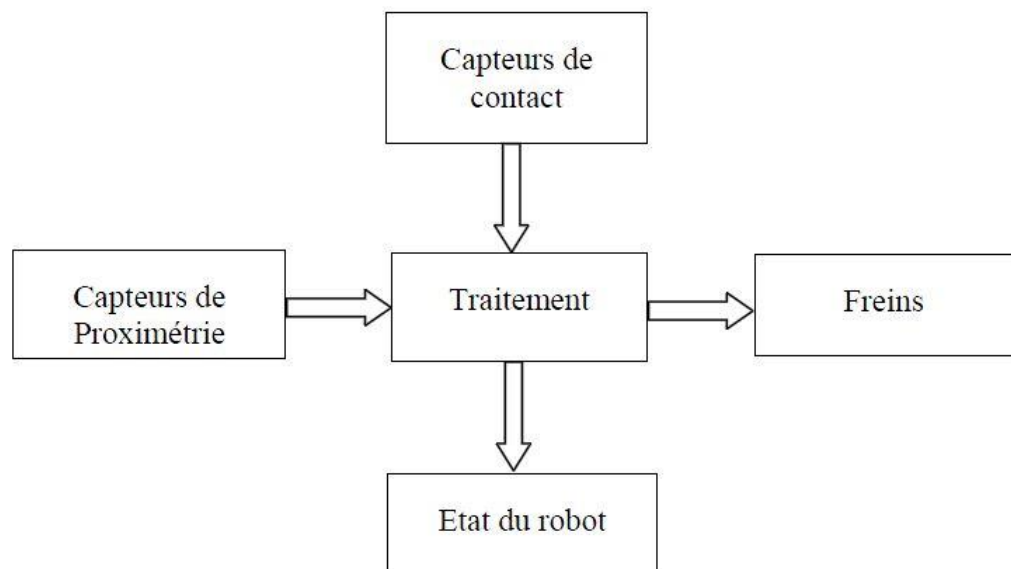 Capteurs de
contact
Capteurs de
Proximétrie
Traitement
Freins
Etat du robot